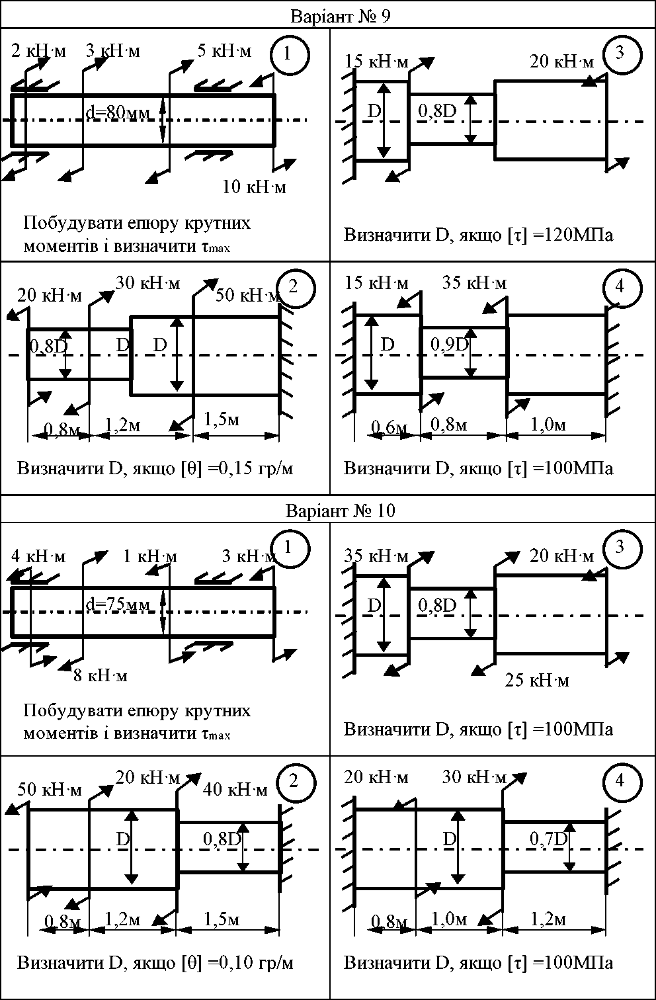 Варіант № 9
2 кН·м
3 кН·м
5 кН·м
1
d=80мм
10 кН·м
Побудувати епюру крутних
моментів і визначити τmax
15 кН·м
20 кН·м
3
D
0,8D
Визначити D, якщо [τ] =120МПа
20 кН·м
30 кН·м
50 кН·м
2
0,8D
D
D
0,8м
1,2м
1,5м
Визначити D, якщо [θ] =0,15 гр/м
15 кН·м
35 кН·м
4
D
0,9D
0,6м
0,8м
1,0м
Визначити D, якщо [τ] =100МПа
Варіант № 10
4 кН·м
1 кН·м
3 кН·м
1
d=75мм
8 кН·м
Побудувати епюру крутних
моментів і визначити τmax
35 кН·м
20 кН·м
3
D
0,8D
25 кН·м
Визначити D, якщо [τ] =100МПа
50 кН·м
20 кН·м
40 кН·м
2
D
0,8D
0,8м
1,2м
1,5м
Визначити D, якщо [θ] =0,10 гр/м
20 кН·м
30 кН·м
4
D
0,7D
0,8м
1,0м
1,2м
Визначити D, якщо [τ] =100МПа